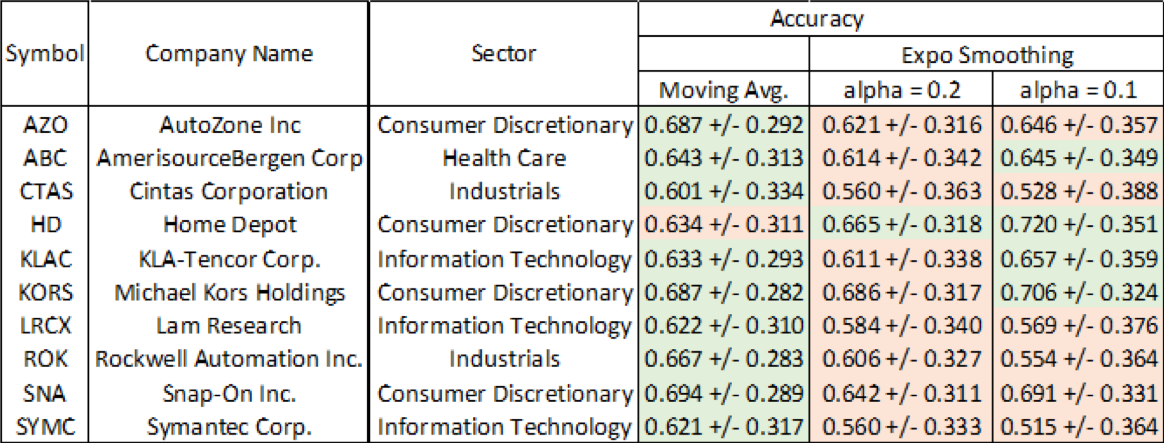 Accuracy
Symbol Company Name Sector Expo Smoothing
Moving Avg. alpha = 0.2 alpha = 0.1
AZO AutoZone Inc Consumer Discretionary 0.687 +/- 0.292 0.621 +/- 0.316 0.646 +/- 0.357
ABC AmerisourceBergen Corp Health Care 0.643 +/- 0.313 0.614 +/- 0.342 0.645 +/- 0.349
CTAS Cintas Corporation Industrials 0.601 +/- 0.334 0.560 +/- 0.363 0.528 +/- 0.388
HD Home Depot Consumer Discretionary 0.634 +/- 0.311 0.665 +/- 0.318 0.720 +/- 0.351
KLAC KLA-Tencor Corp. Information Technology 0.633 +/- 0.293 0.611 +/- 0.338 0.657 +/- 0.359
KORS Michael Kors Holdings Consumer Discretionary 0.687 +/- 0.282 0.686 +/- 0.317 0.706 +/- 0.324
LRCX Lam Research Information Technology 0.622 +/- 0.310 0.584 +/- 0.340 0.569 +/- 0.376
ROK Rockwell Automation Inc. Industrials 0.667 +/- 0.283 0.606 +/- 0.327 0.554 +/- 0.364
SNA Snap-On Inc. Consumer Discretionary 0.694 +/- 0.289 0.642 +/- 0.311 0.691 +/- 0.331
SYMC Symantec Corp. Information Technology 0.621 +/- 0.317 0.560 +/- 0.333 0.515 +/- 0.364